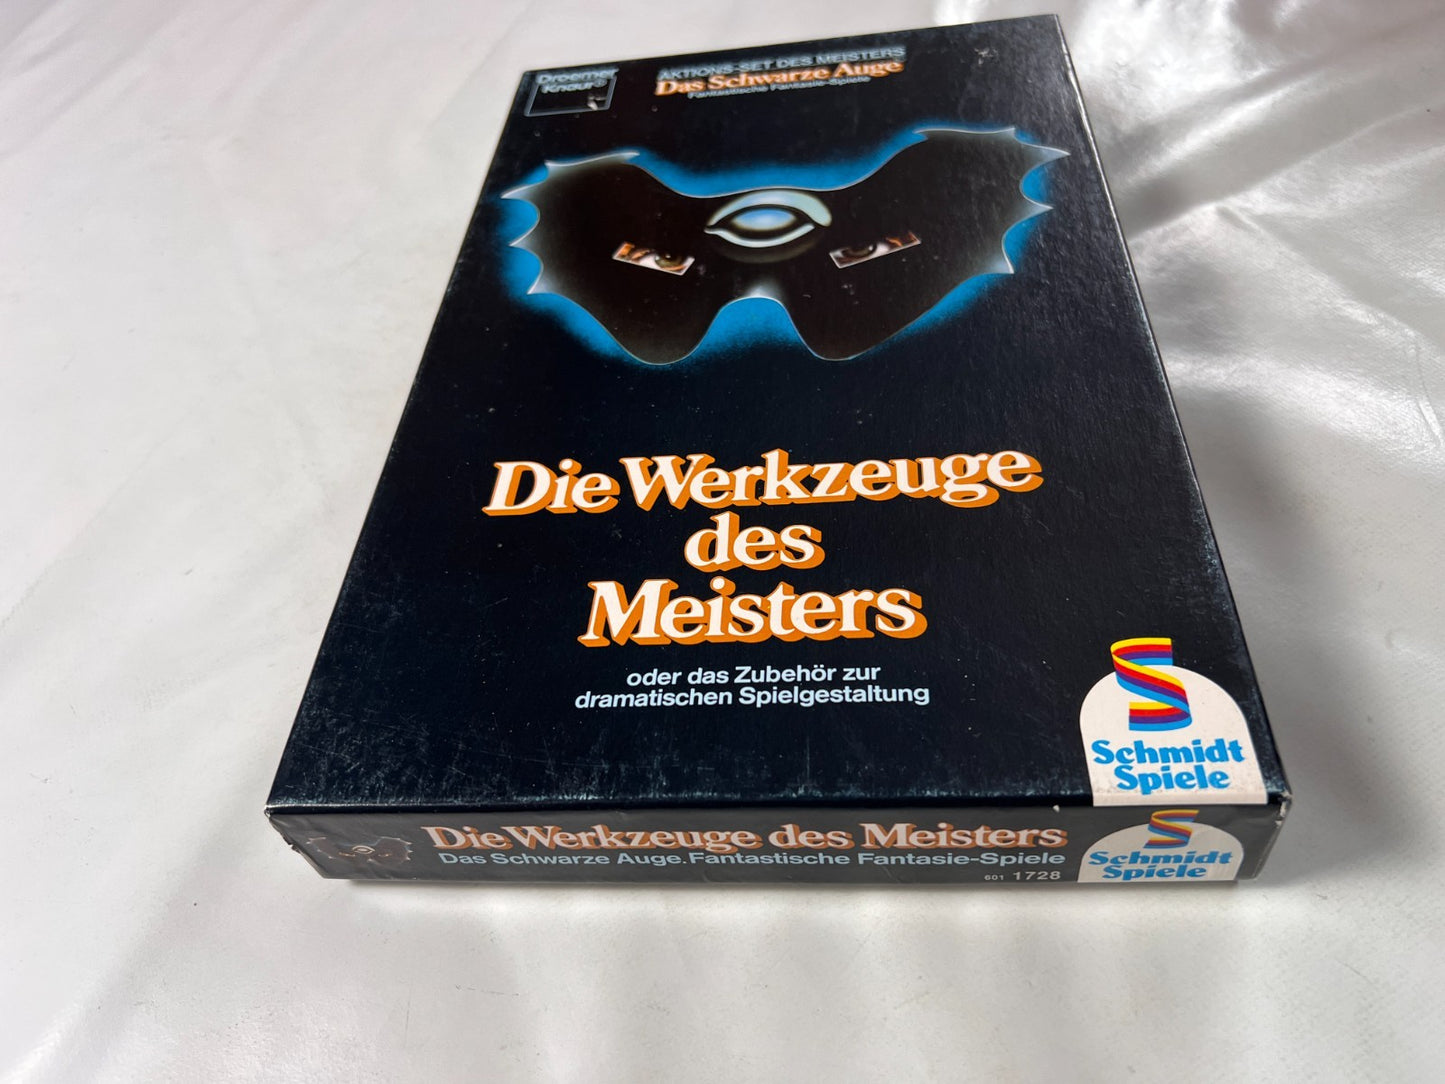 Droemer
Knaur®
AKTIONS-SET DES MEISTERS
Das Schwarze Auge
Fantastische Fantasie-Spiele
Die Werkzeuge
des
Meisters
oder das Zubehör zur
dramatischen Spielgestaltung
Schmidt
Spiele
Die Werkzeuge des Meisters
Das Schwarze Auge. Fantastische Fantasie-Spiele
601 1728
Schmidt
Spiele